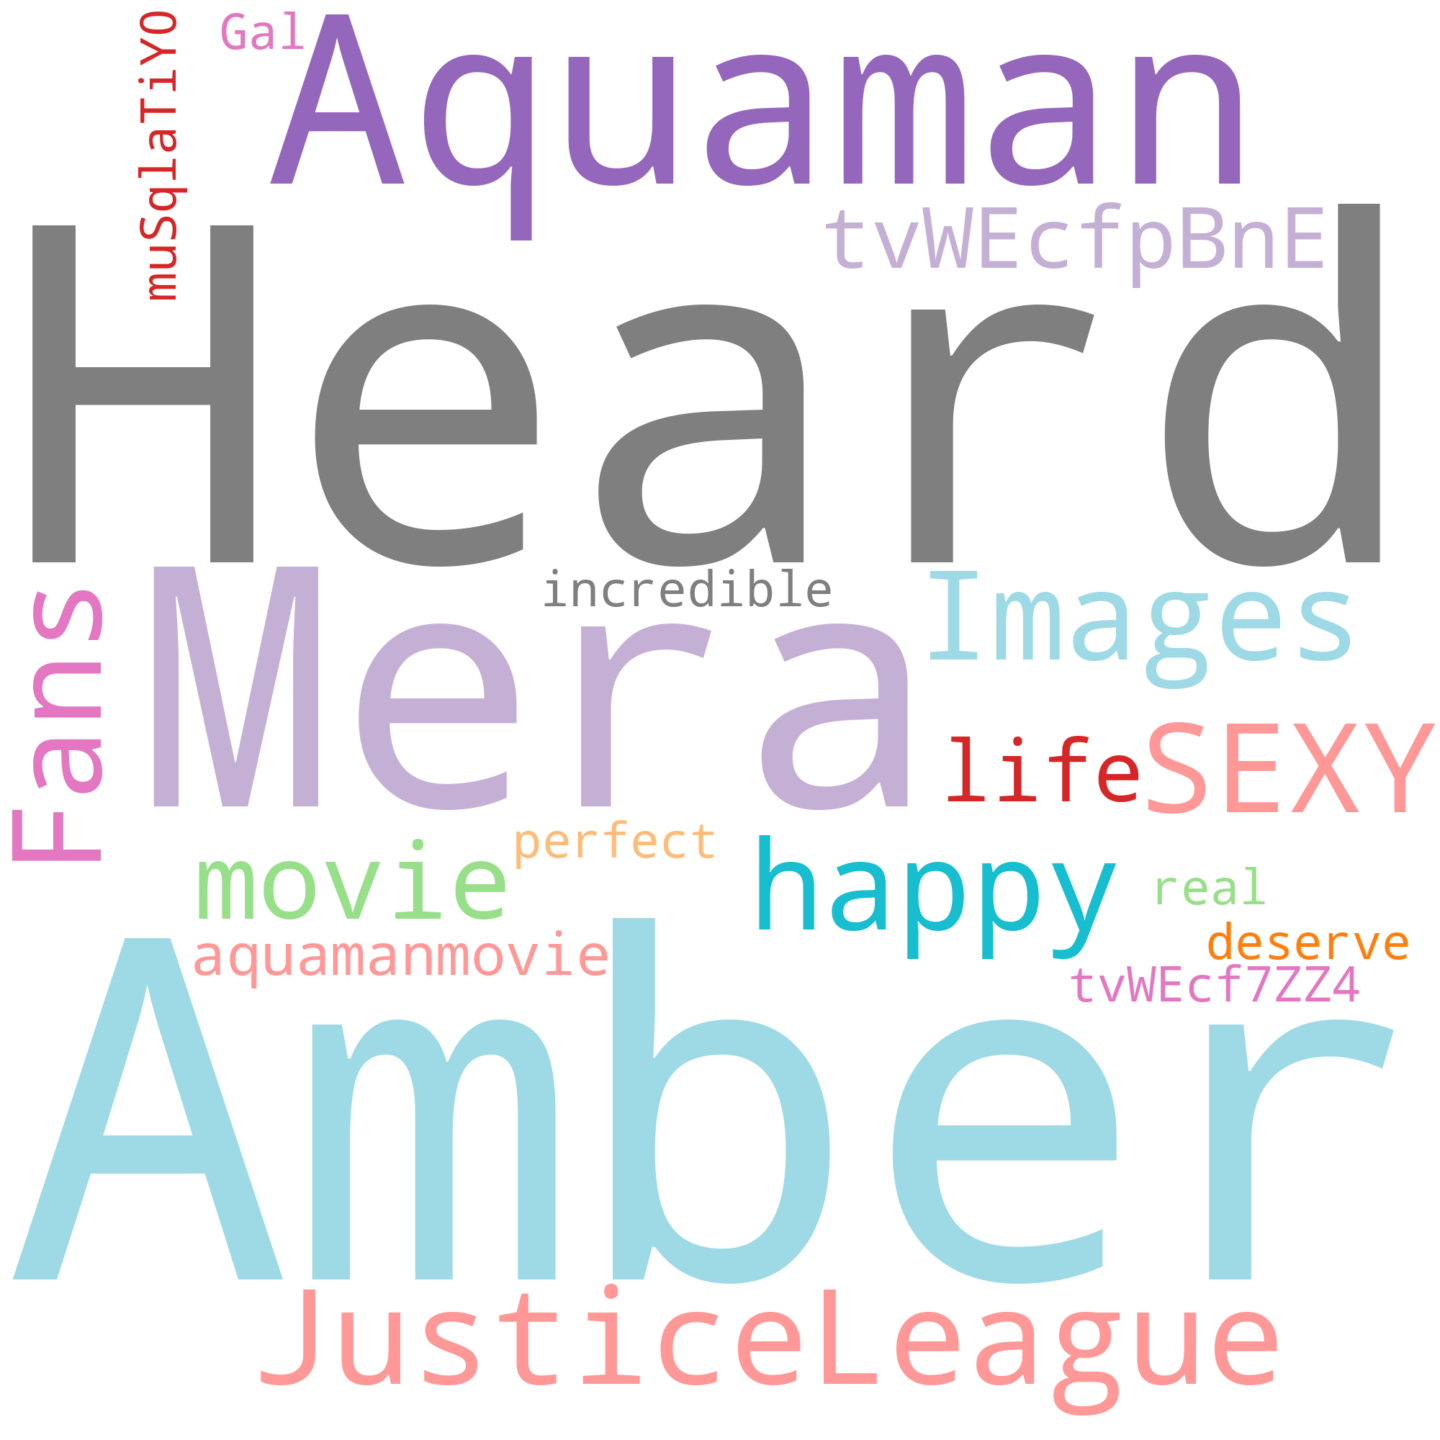 Gal
Aquaman
muSqlaTiYO
tvWEcfpBnE
Heard
incredible
Images
Mera
Fans
life
SEXY
perfect
movie
happy
real
aquamanmovie
deserve
tvWEcf7ZZ4
Amber
JusticeLeague